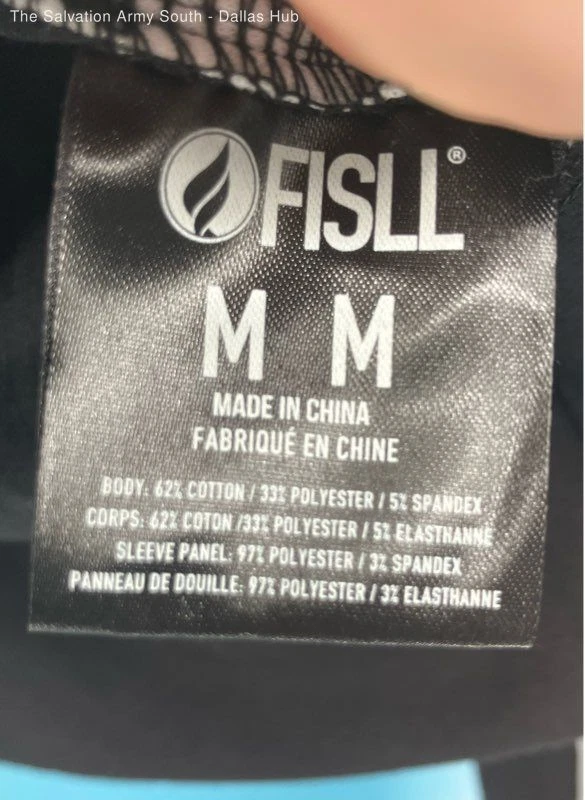 The Salvation Army South - Dallas Hub
FISLL®
M M
MADE IN CHINA
FABRIQUÉ EN CHINE
BODY: 62% COTTON / 33% POLYESTER / 5% SPANDEX
CORPS: 62% COTON /33% POLYESTER / 5% ELASTHANNE
SLEEVE PANEL: 97% POLYESTER / 3% SPANDEX
PANNEAU DE DOUILLE: 97% POLYESTER / 3% ELASTHANNE